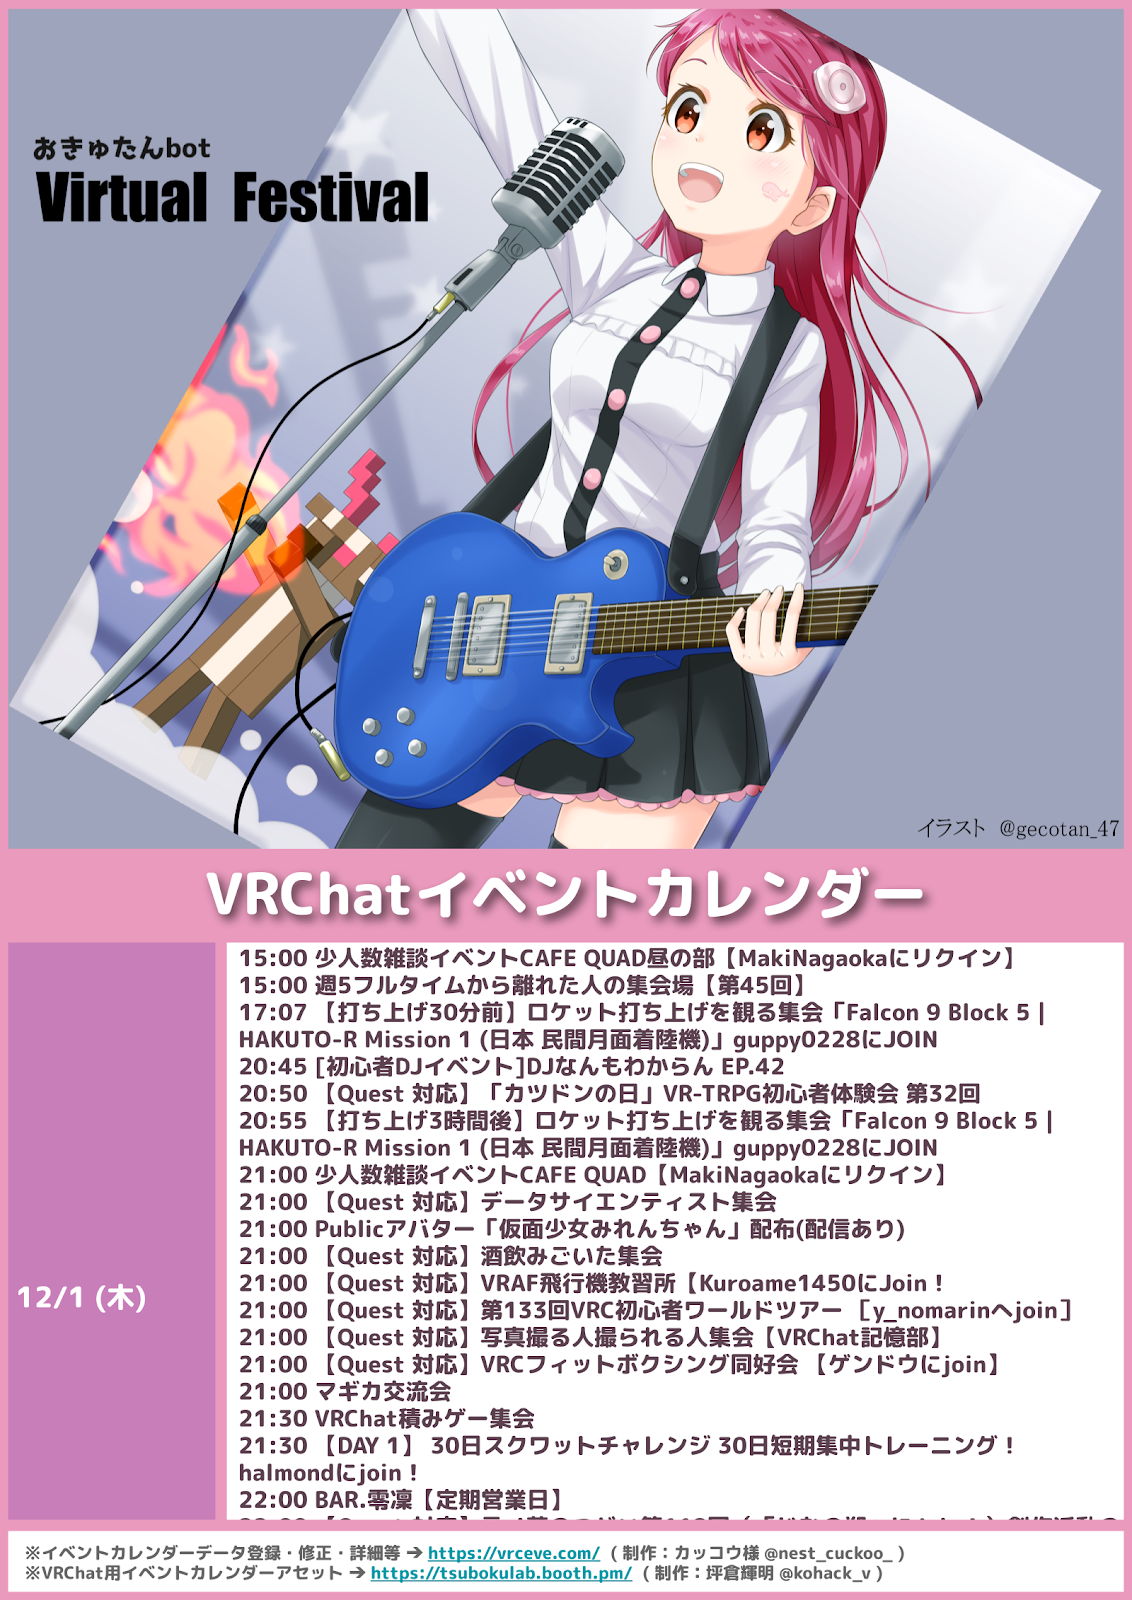 おきゅたんbot
Virtual Festival
イラスト @gecotan_47
VRChatイベントカレンダー
12/1 (木)
15:00 少人数雑談イベントCAFE QUAD昼の部【MakiNagaokaにリクイン】
15:00 週5フルタイムから離れた人の集会場【第45回】
17:07 【打ち上げ30分前】ロケット打ち上げを観る集会「Falcon 9 Block 5 |
HAKUTO-R Mission 1 (日本 民間月面着陸機)」guppy0228にJOIN
20:45 [初心者DJイベント]DJなんもわからん EP.42
20:50 【Quest 対応】「カツドンの日」VR-TRPG初心者体験会 第32回
20:55 【打ち上げ3時間後】ロケット打ち上げを観る集会「Falcon 9 Block 5 |
HAKUTO-R Mission 1 (日本 民間月面着陸機)」guppy0228にJOIN
21:00 少人数雑談イベントCAFE QUAD【MakiNagaokaにリクイン】
21:00 【Quest 対応】データサイエンティスト集会
21:00 Publicアバター「仮面少女みれんちゃん」配布(配信あり)
21:00 【Quest 対応】酒飲みごいた集会
21:00 【Quest 対応】VRAF飛行機教習所【Kuroame1450にJoin！
21:00 【Quest 対応】第133回VRC初心者ワールドツアー ［y_nomarinへjoin］
21:00 【Quest 対応】写真撮る人撮られる人集会【VRChat記憶部】
21:00 【Quest 対応】VRCフィットボクシング同好会 【ゲンドウにjoin】
21:00 マギカ交流会
21:30 VRChat積みゲー集会
21:30 【DAY 1】 30日スクワットチャレンジ 30日短期集中トレーニング！
halmondにjoin！
22:00 BAR.零凜【定期営業日】
※イベントカレンダーデータ登録・修正・詳細等 ➔ https://vrceve.com/ ( 制作：カッコウ様 @nest_cuckoo_ )
※VRChat用イベントカレンダーアセット ➔ https://tsubokulab.booth.pm/ ( 制作：坪倉輝明 @kohack_v )